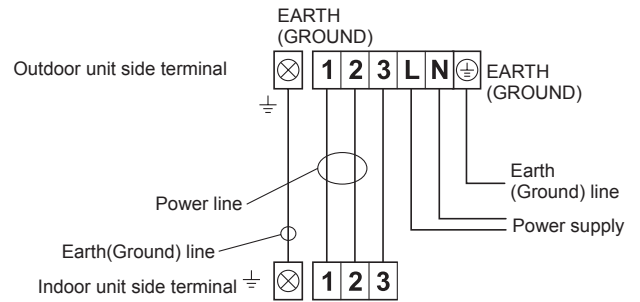 EARTH
(GROUND)
Outdoor unit side terminal
1 2 3 L N
EARTH
(GROUND)
Earth
(Ground) line
Power line
Power supply
Earth(Ground) line
Indoor unit side terminal
1 2 3